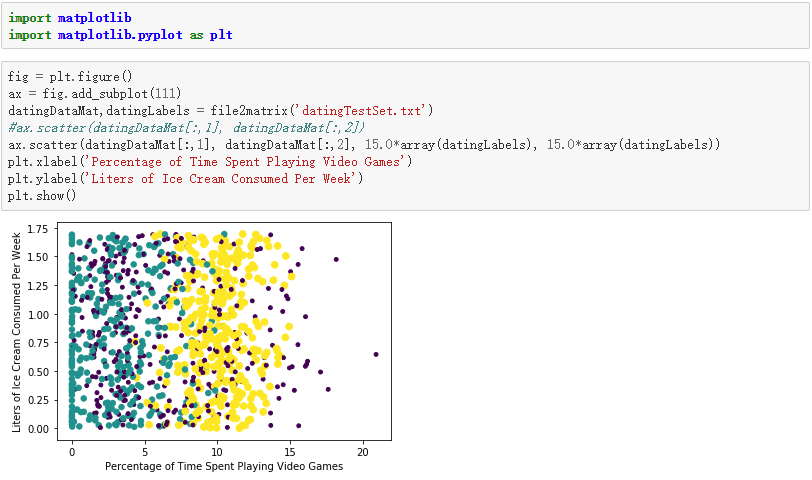 import matplotlib
import matplotlib.pyplot as plt
fig = plt.figure()
ax = fig.add_subplot(111)
datingDataMat,datingLabels = file2matrix('datingTestSet.txt')
#ax.scatter(datingDataMat[:,1], datingDataMat[:,2])
ax.scatter(datingDataMat[:,1], datingDataMat[:,2], 15.0*array(datingLabels), 15.0*array(datingLabels))
plt.xlabel('Percentage of Time Spent Playing Video Games')
plt.ylabel('Liters of Ice Cream Consumed Per Week')
plt.show()
Liters of Ice Cream Consumed Per Week
1.75
1.50
1.25
1.00
0.75
0.50
0.25
0.00
0 5 10 15 20
Percentage of Time Spent Playing Video Games